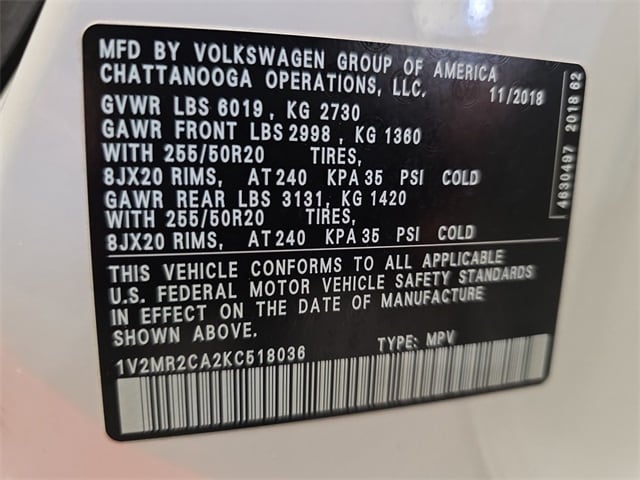 MFD BY VOLKSWAGEN GROUP OF AMERICA
CHATTANOOGA OPERATIONS, LLC. 11/2018
GVWR LBS 6019, KG 2730
GAWR FRONT LBS 2998, KG 1360
WITH 255/50R20 TIRES,
8JX20 RIMS, AT 240 KPA 35 PSI COLD
GAWR REAR LBS 3131, KG 1420
WITH 255/50R20 TIRES,
8JX20 RIMS, AT 240 KPA 35 PSI COLD
THIS VEHICLE CONFORMS TO ALL APPLICABLE
U.S. FEDERAL MOTOR VEHICLE SAFETY STANDARDS
IN EFFECT ON THE DATE OF MANUFACTURE
SHOWN ABOVE.
1V2MR2CA2KC518036 TYPE: MPV
4630497 2018 62